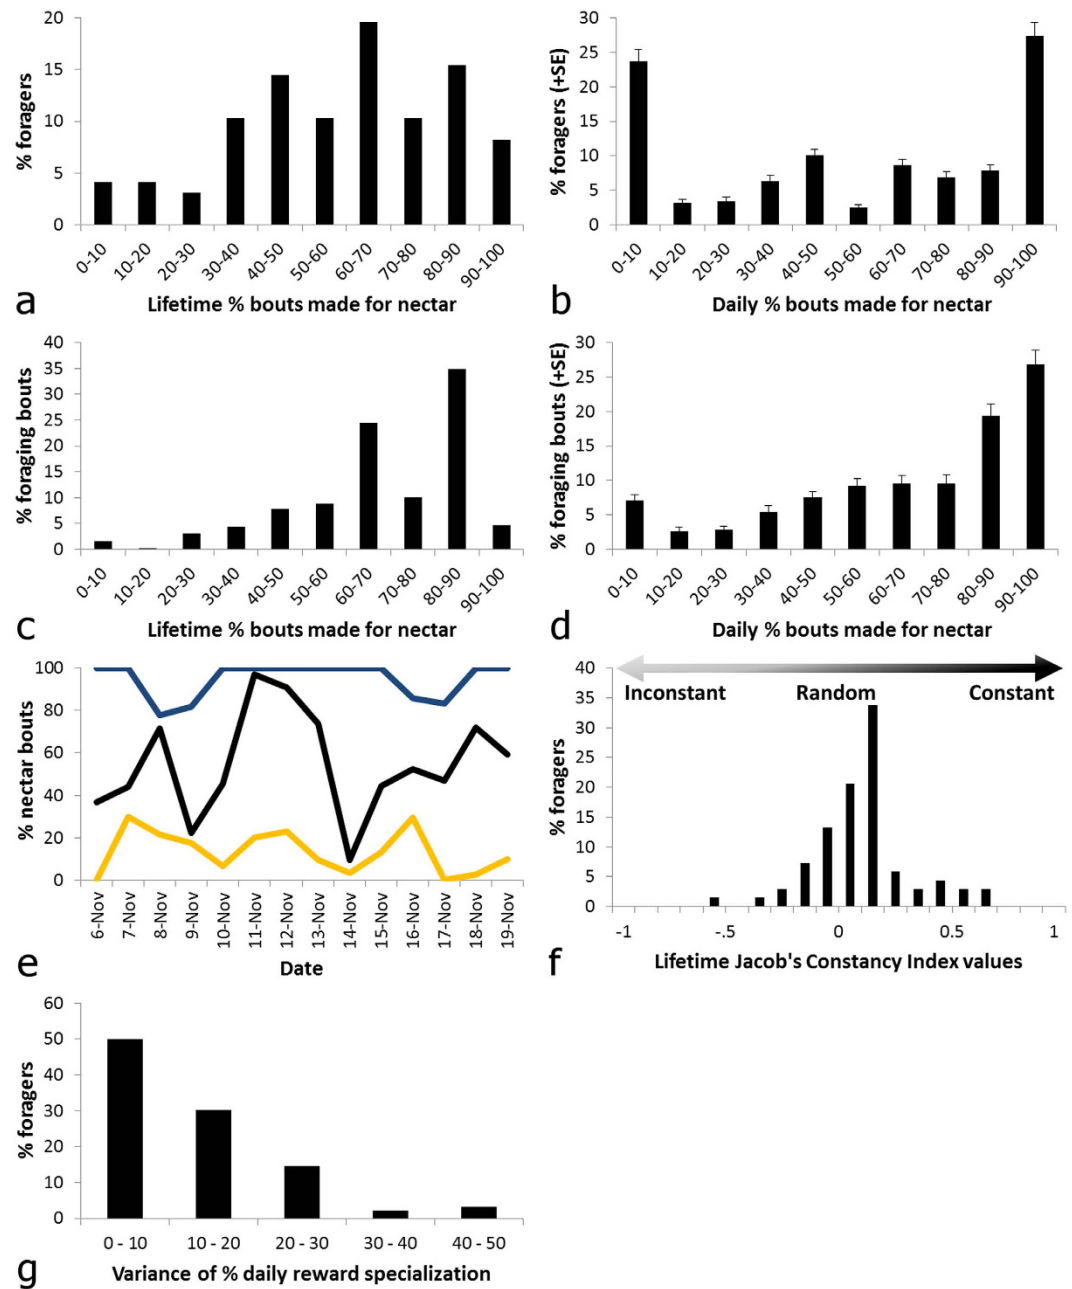 % foragers
20
15
10
5
0
0-10 10-20 20-30 30-40 40-50 50-60 60-70 70-80 80-90 90-100
a
Lifetime % bouts made for nectar
% foragers (+SE)
30
25
20
15
10
5
0
0-10 10-20 20-30 30-40 40-50 50-60 60-70 70-80 80-90 90-100
b
Daily % bouts made for nectar
% foraging bouts
40
35
30
25
20
15
10
5
0
0-10 10-20 20-30 30-40 40-50 50-60 60-70 70-80 80-90 90-100
c
Lifetime % bouts made for nectar
% foraging bouts (+SE)
30
25
20
15
10
5
0
0-10 10-20 20-30 30-40 40-50 50-60 60-70 70-80 80-90 90-100
d
Daily % bouts made for nectar
% nectar bouts
100
80
60
40
20
0
6-Nov 7-Nov 8-Nov 9-Nov 10-Nov 11-Nov 12-Nov 13-Nov 14-Nov 15-Nov 16-Nov 17-Nov 18-Nov 19-Nov
e
Date
% foragers
40
35
30
25
20
15
10
5
0
Inconstant Random Constant
-1 -.5 0 0.5 1
f
Lifetime Jacob's Constancy Index values
% foragers
60
50
40
30
20
10
0
0 - 10 10 - 20 20 - 30 30 - 40 40 - 50
g
Variance of % daily reward specialization